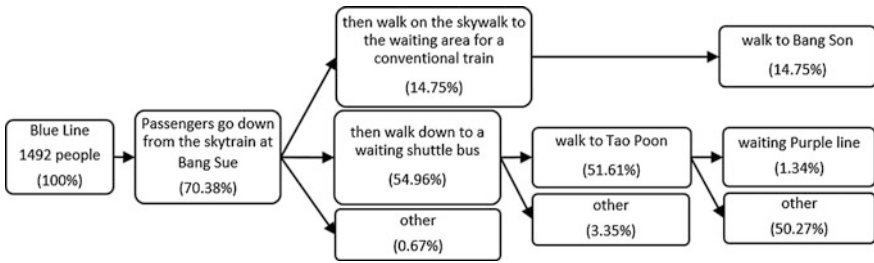 Blue Line
1492 people
(100%)
Passengers go down
from the skytrain at
Bang Sue
(70.38%)
then walk on the skywalk to
the waiting area for a
conventional train
(14.75%)
walk to Bang Son
(14.75%)
then walk down to a
waiting shuttle bus
(54.96%)
walk to Tao Poon
(51.61%)
waiting Purple line
(1.34%)
other
(0.67%)
other
(3.35%)
other
(50.27%)